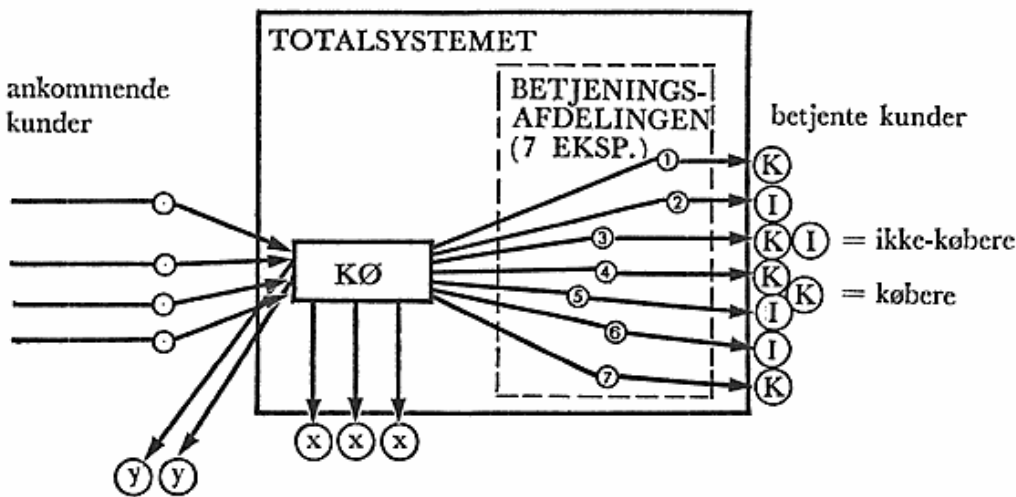 TOTALSYSTEMET
ankommende
kunder
BETJENINGS-
AFDELINGEN
(7 EKSP.)
betjente kunder
1
K
2
I
3
K I = ikke-købere
KØ
4
K
K = købere
5
I
6
I
7
K
x x x
y y